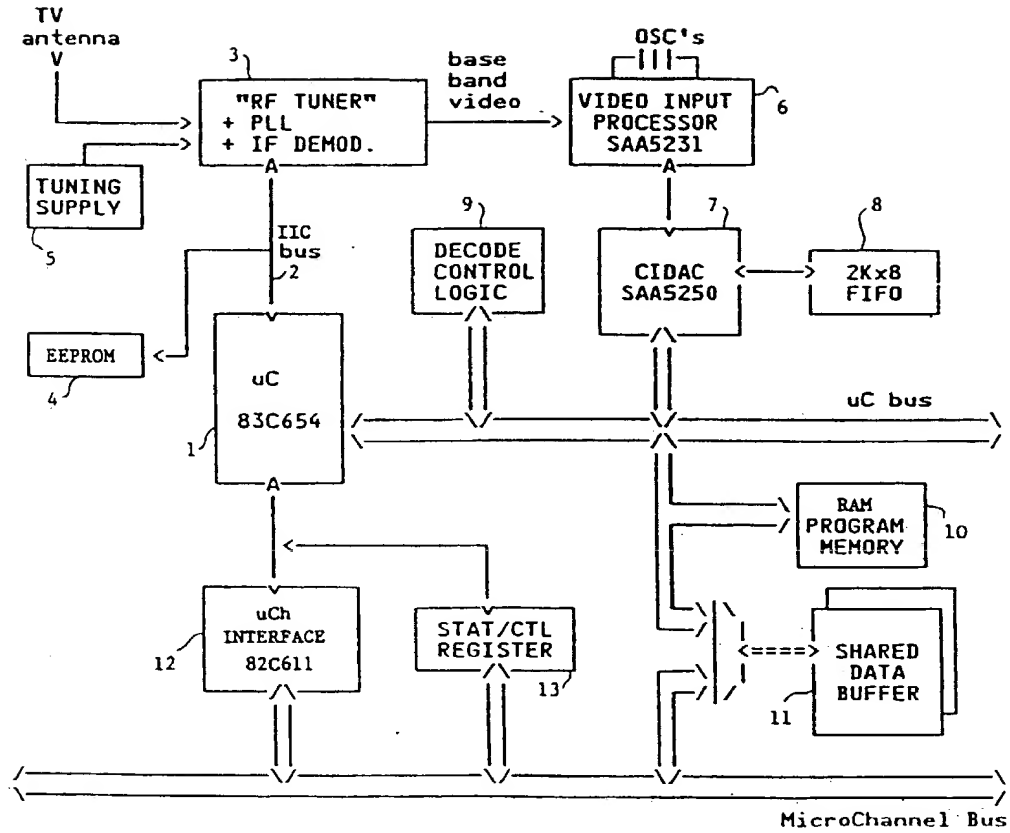 TV
antenna
3
"RF TUNER"
+ PLL
+ IF DEMOD.
base
band
video
OSC's
VIDEO INPUT
PROCESSOR
SAA5231
6
TUNING
SUPPLY
5
IIC
bus
2
9
DECODE
CONTROL
LOGIC
7
CIDAC
SAA5250
8
2Kx8
FIFO
EEPROM
4
uC
83C654
1
uC bus
RAM
PROGRAM
MEMORY
10
uCh
INTERFACE
82C611
12
STAT/CTL
REGISTER
13
SHARED
DATA
BUFFER
11
MicroChannel Bus